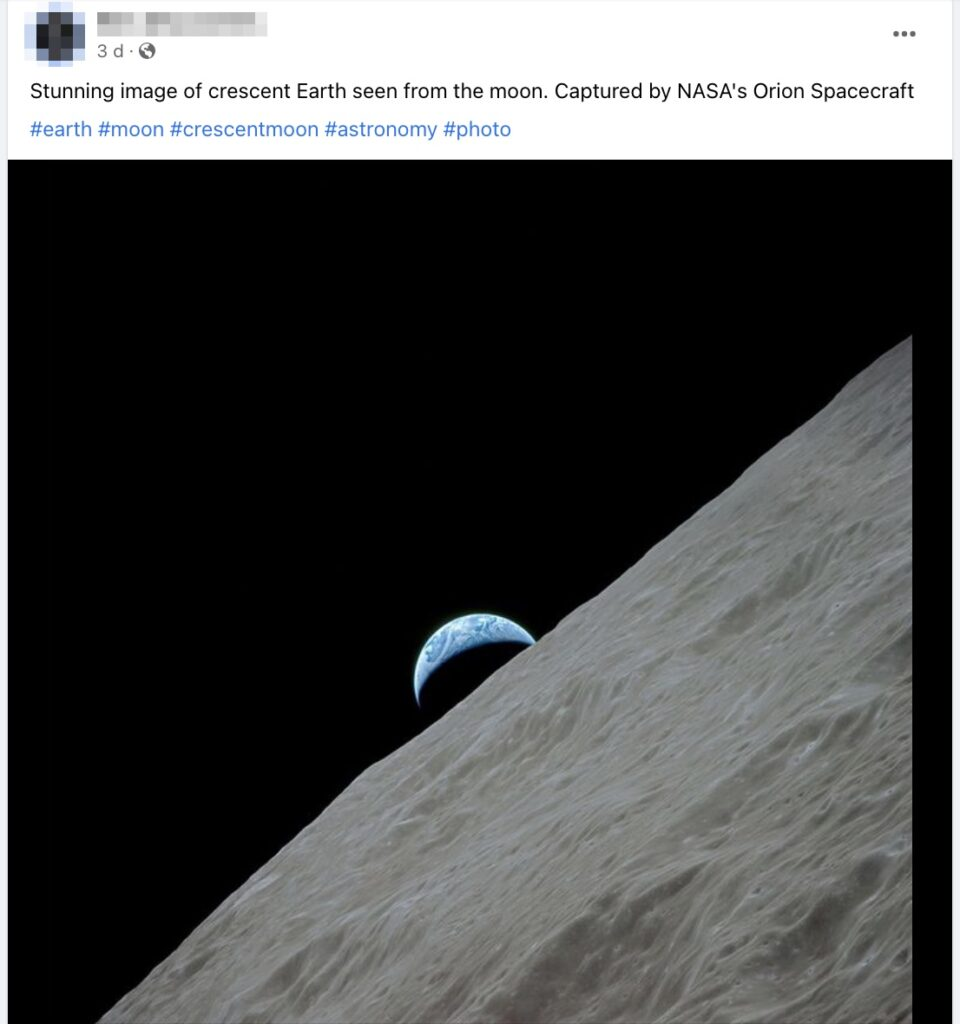 3 d ·
Stunning image of crescent Earth seen from the moon. Captured by NASA's Orion Spacecraft
#earth #moon #crescentmoon #astronomy #photo